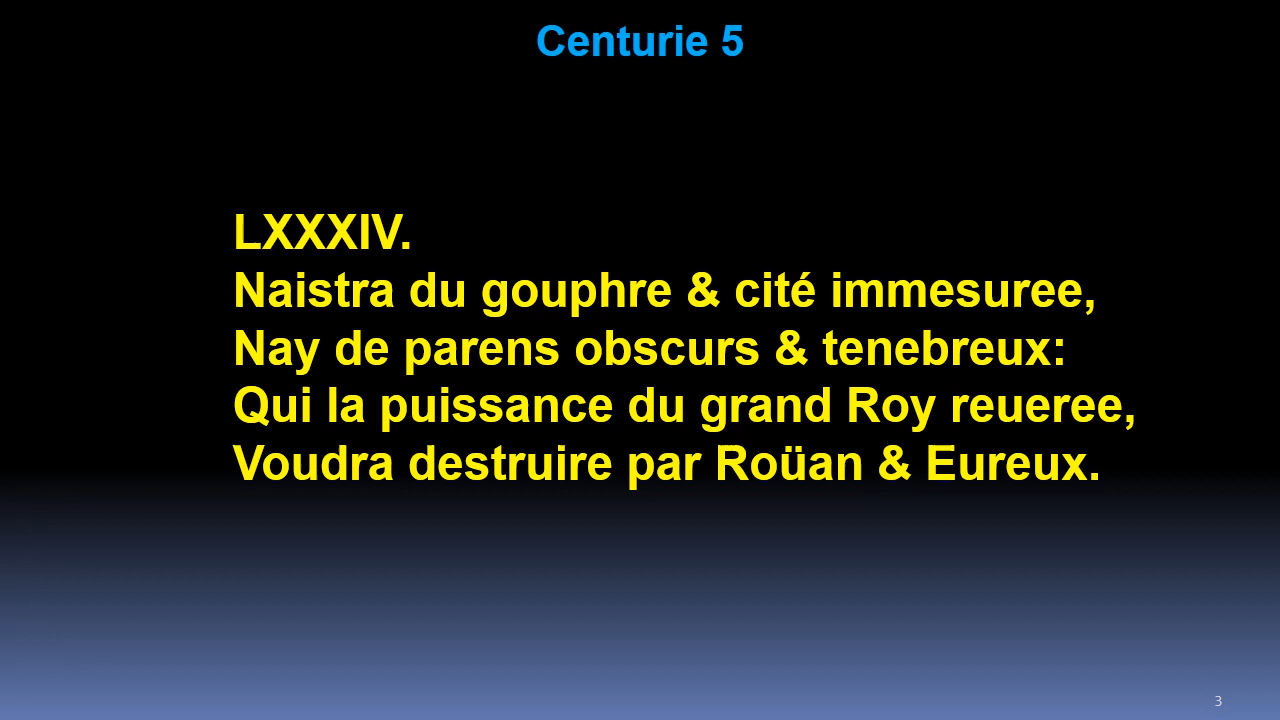 Centurie 5
LXXXIV.
Naistra du gouphre & cité immesuree,
Nay de parens obscurs & tenebreux:
Qui la puissance du grand Roy reueree,
Voudra destruire par Roüan & Eureux.
3